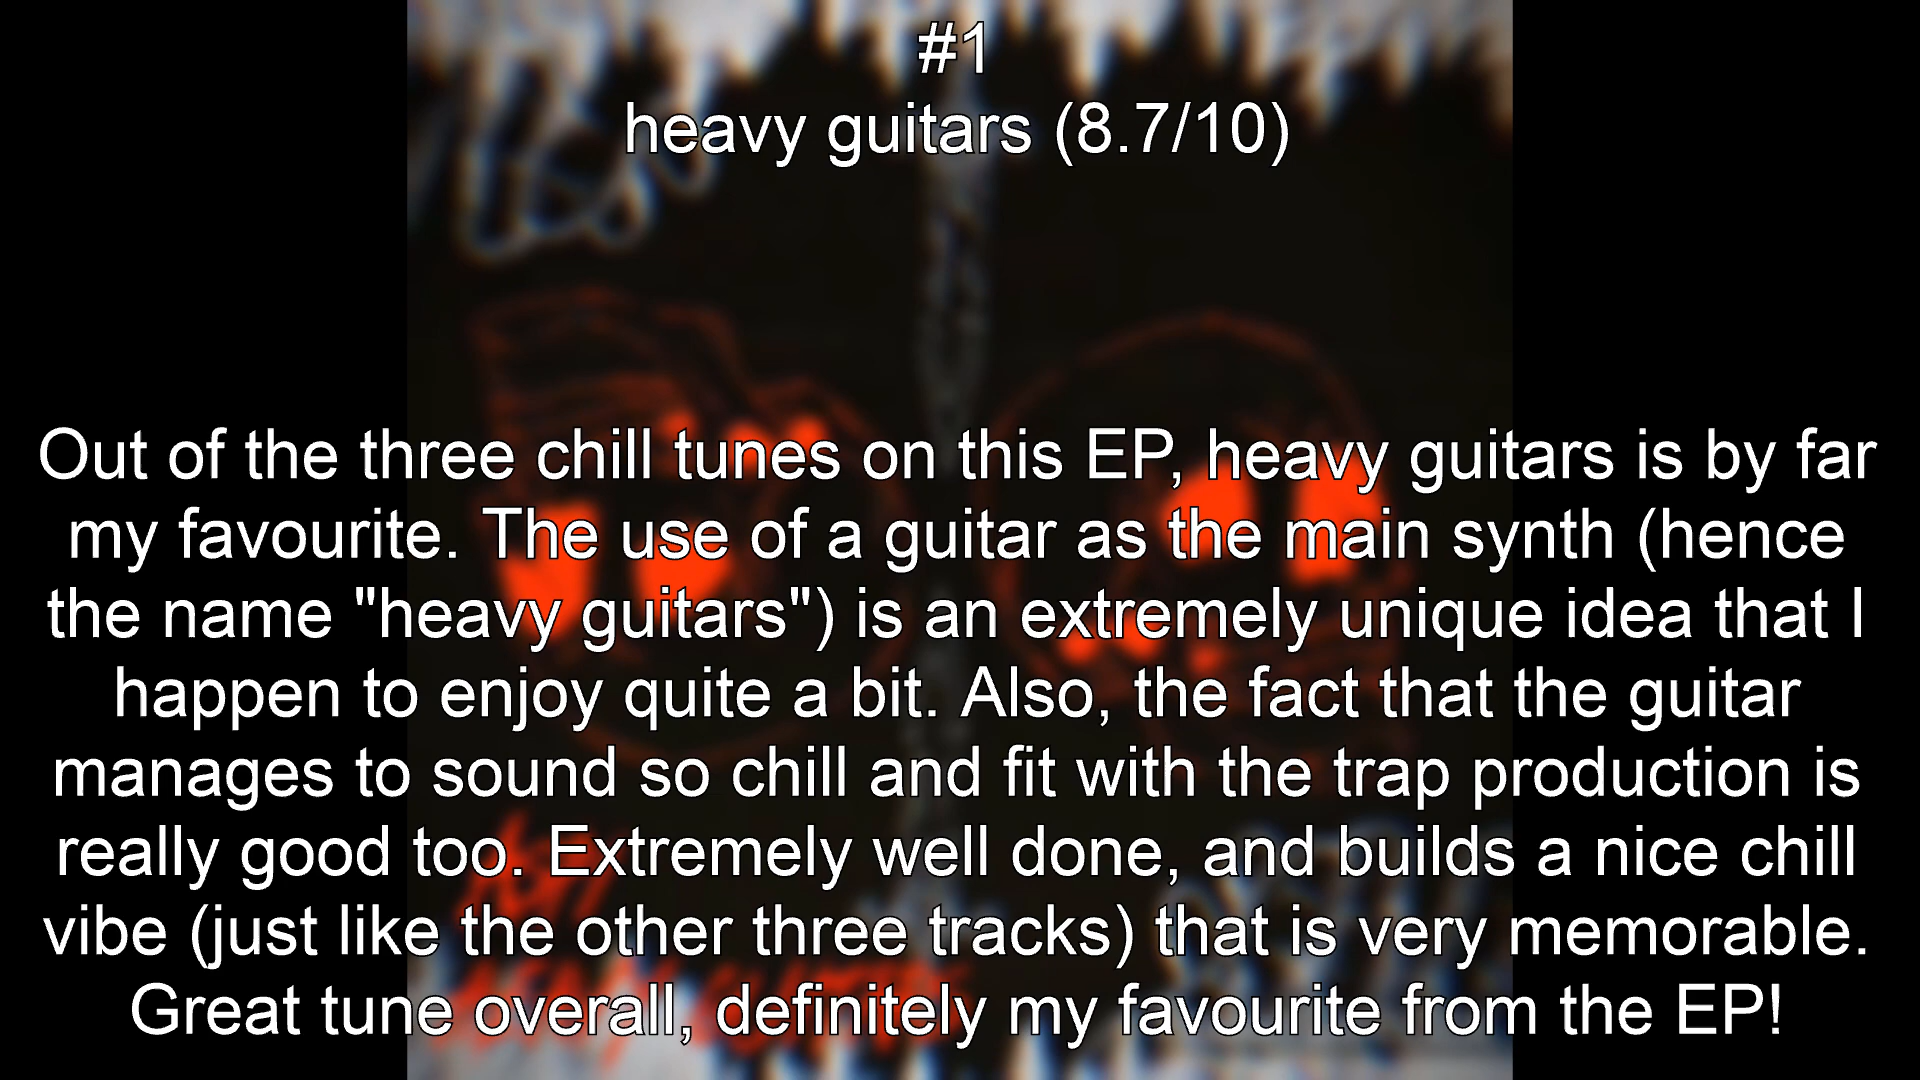 #1
heavy guitars (8.7/10)
Out of the three chill tunes on this EP, heavy guitars is by far
my favourite. The use of a guitar as the main synth (hence
the name "heavy guitars") is an extremely unique idea that I
happen to enjoy quite a bit. Also, the fact that the guitar
manages to sound so chill and fit with the trap production is
really good too. Extremely well done, and builds a nice chill
vibe (just like the other three tracks) that is very memorable.
Great tune overall, definitely my favourite from the EP!